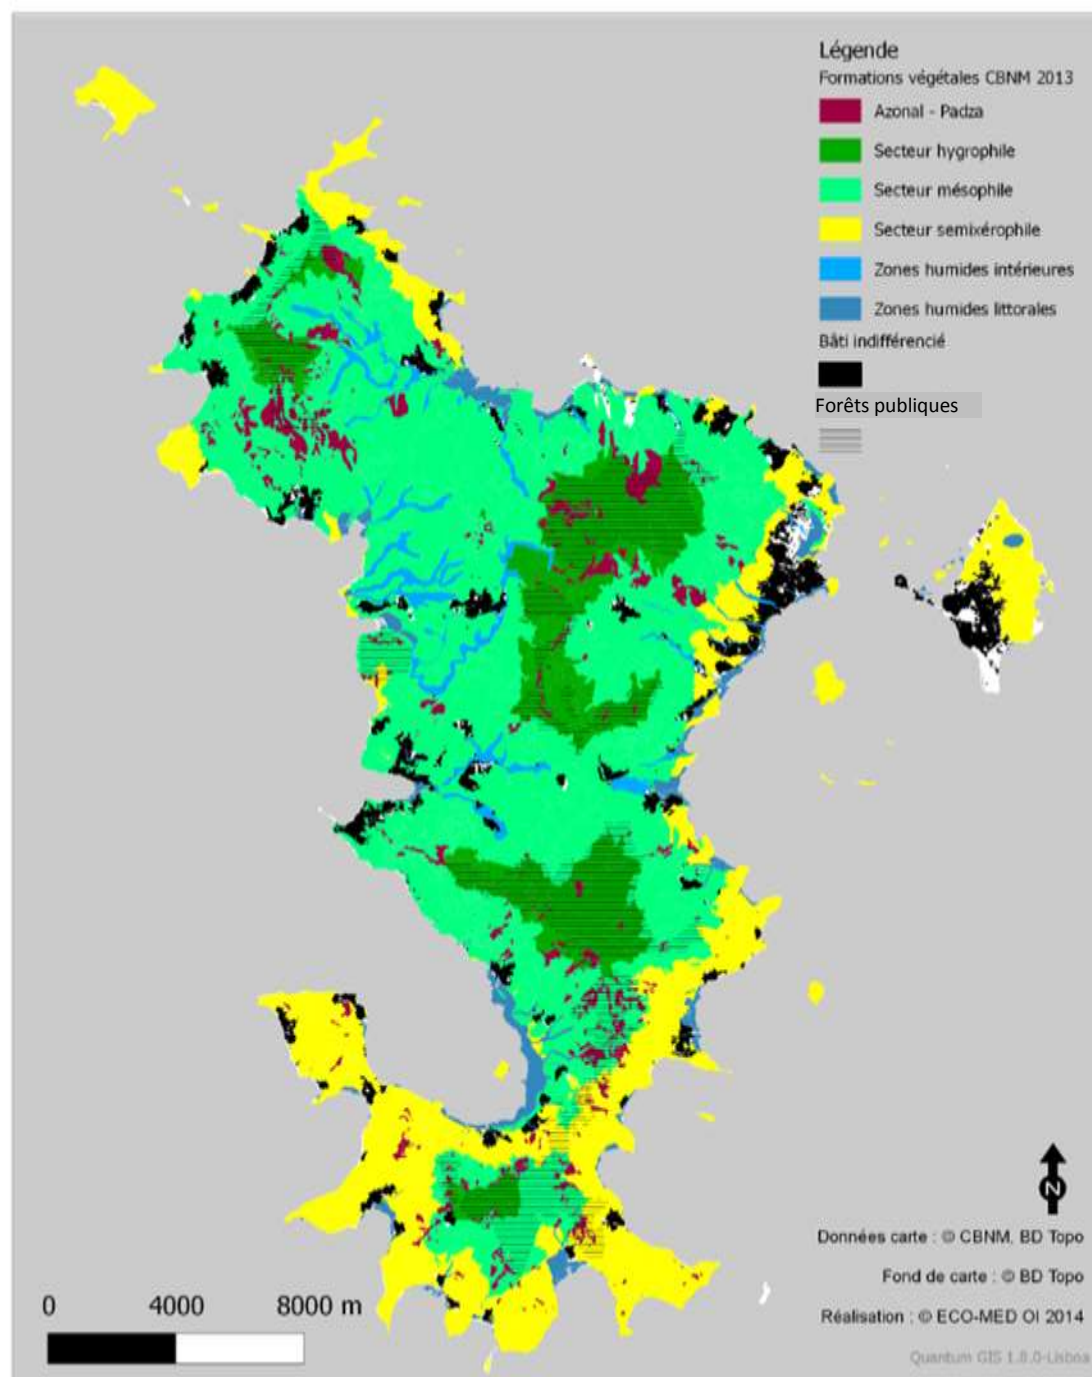 Légende
Formations végétales CBNM 2013
Azonal - Padza
Secteur hygrophile
Secteur mésophile
Secteur semixérophile
Zones humides intérieures
Zones humides littorales
Bâti indifférencié
Forêts publiques
N
Données carte : © CBNM, BD Topo
Fond de carte : © BD Topo
Réalisation : © ECO-MED OI 2014
Quantum GIS 1.8.0-Lisboa
0 4000 8000 m